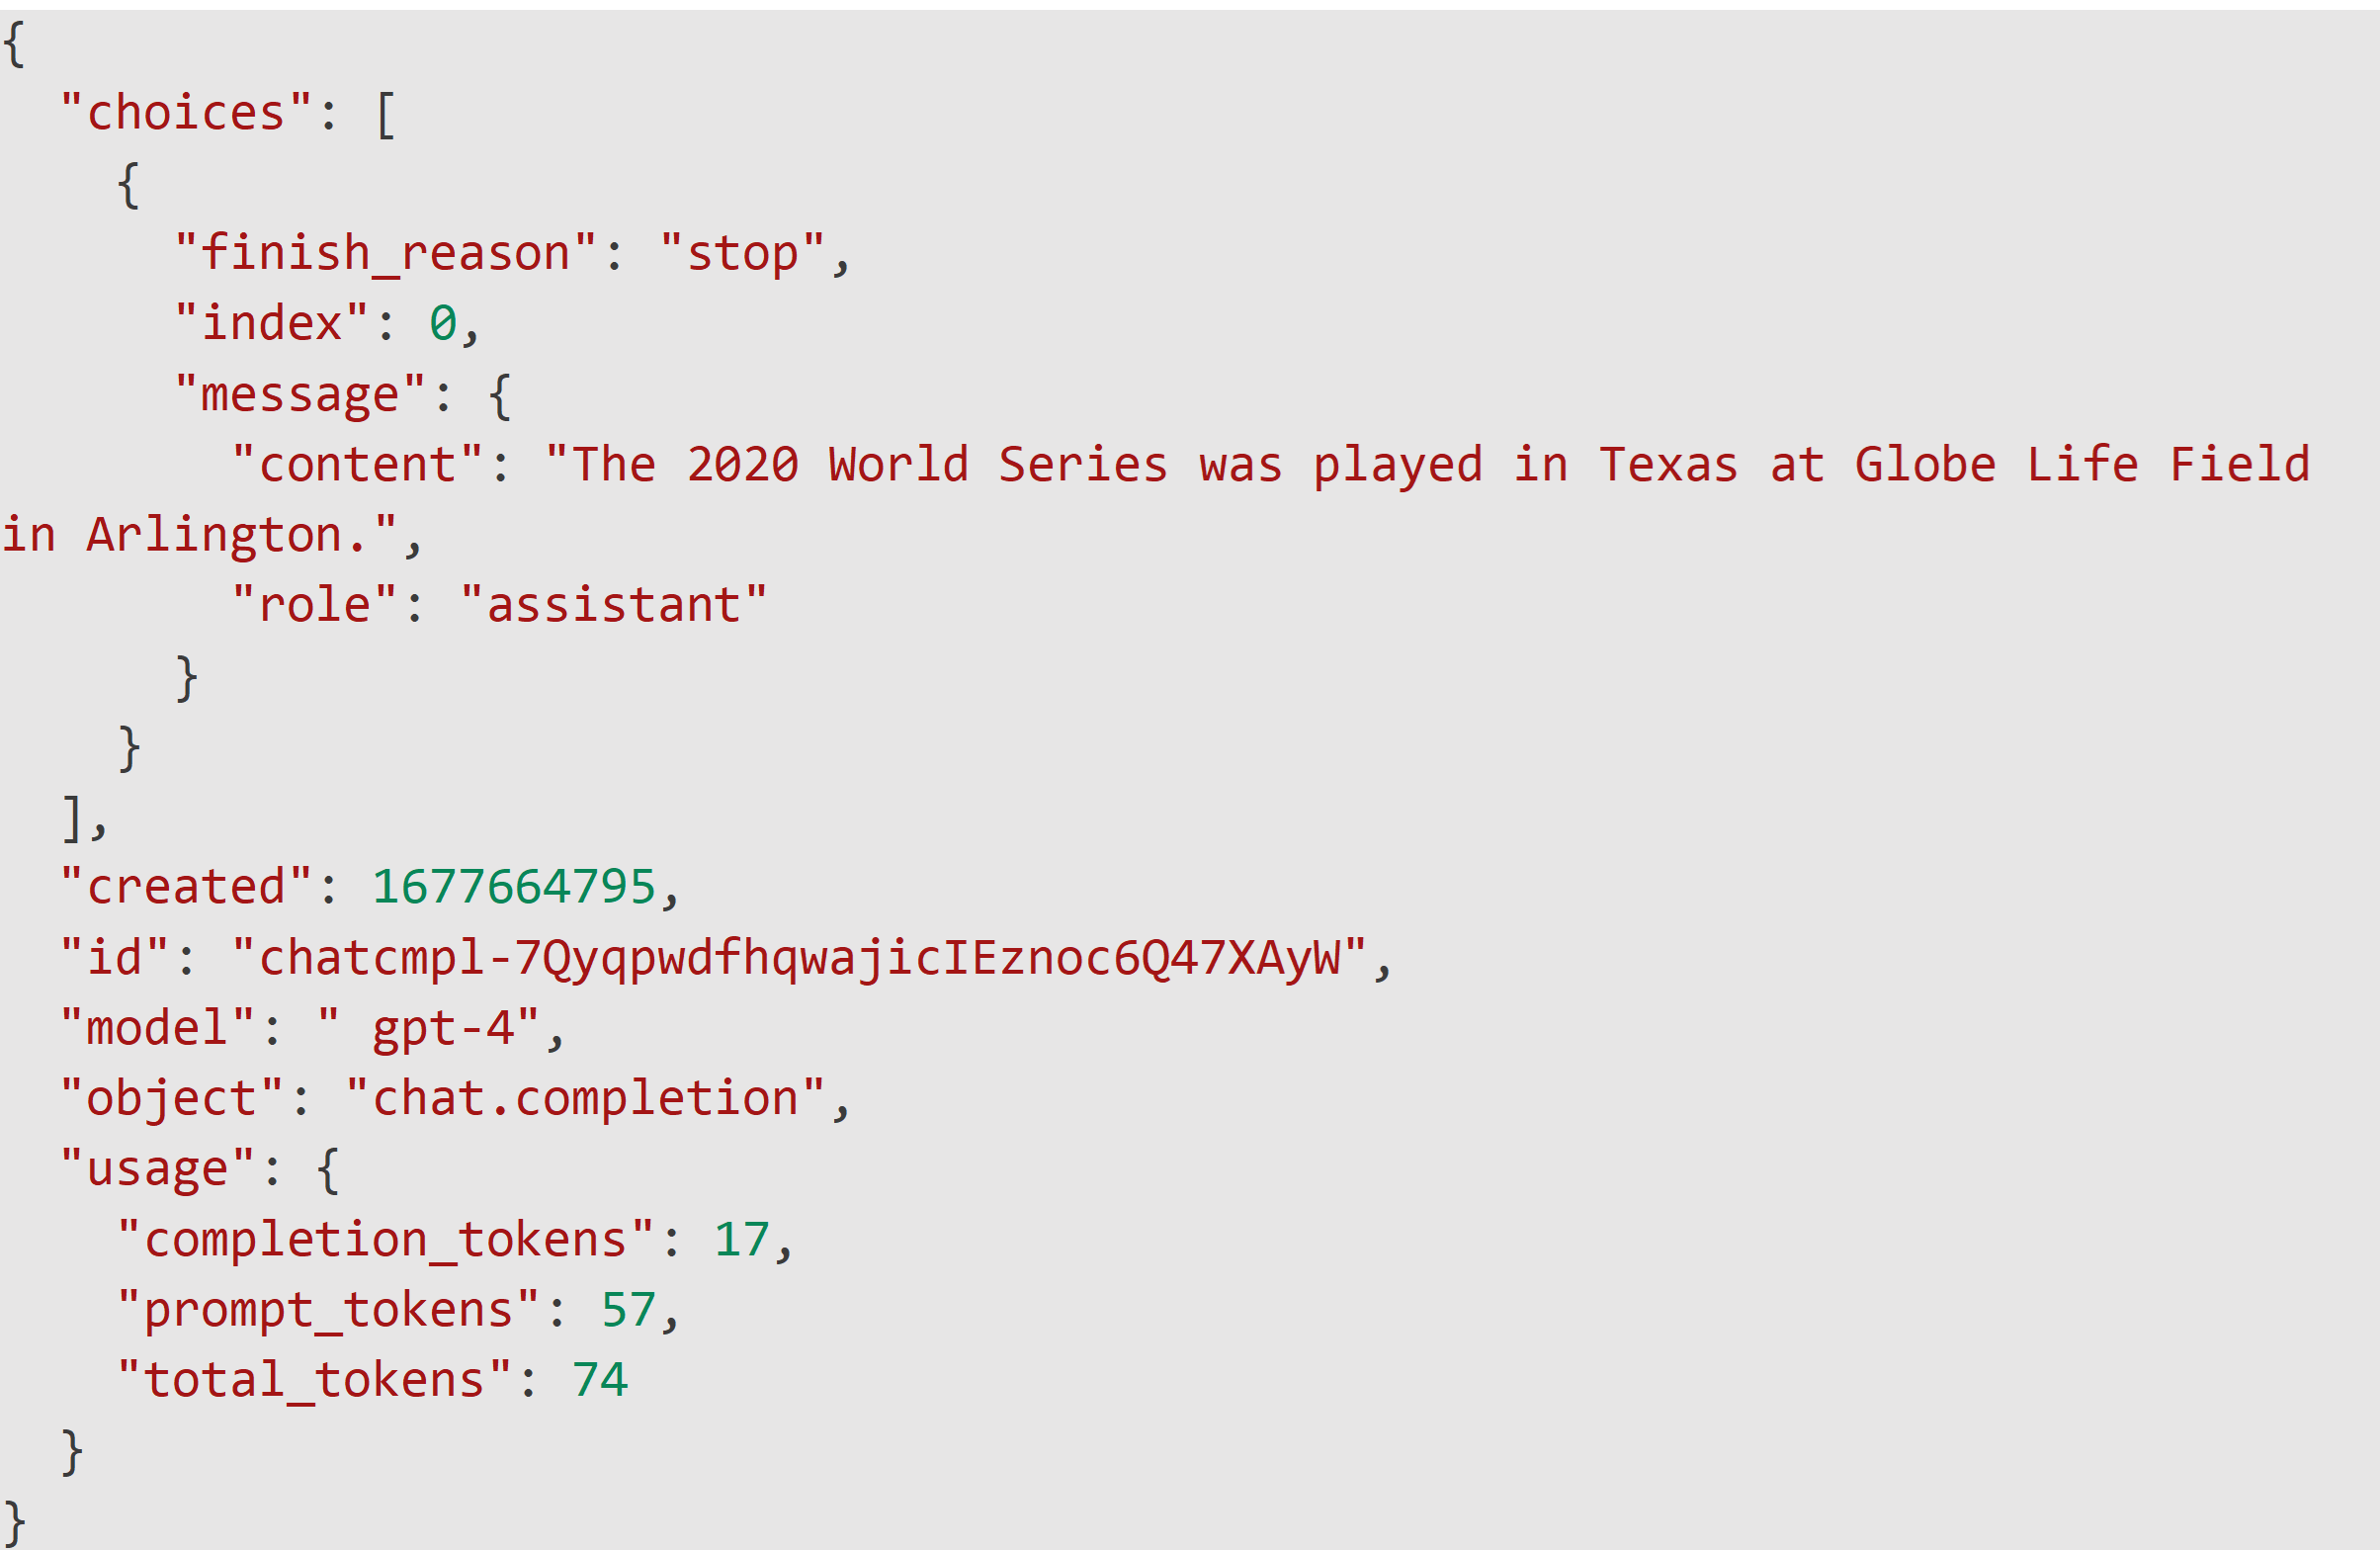 {
  "choices": [
    {
      "finish_reason": "stop",
      "index": 0,
      "message": {
        "content": "The 2020 World Series was played in Texas at Globe Life Field
in Arlington.",
        "role": "assistant"
      }
    }
  ],
  "created": 1677664795,
  "id": "chatcmpl-7QyqpwdfhqwajicIEznoc6Q47XAyW",
  "model": " gpt-4",
  "object": "chat.completion",
  "usage": {
    "completion_tokens": 17,
    "prompt_tokens": 57,
    "total_tokens": 74
  }
}